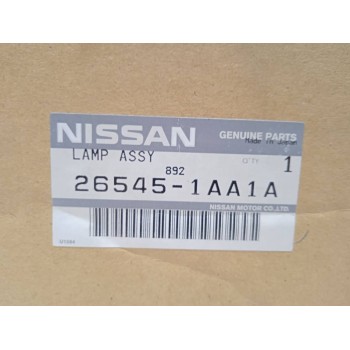 NISSAN
GENUINE PARTS
Made in Japan
LAMP ASSY
Q'TY
1
892
26545-1AA1A
NISSAN MOTOR CO.,LTD.